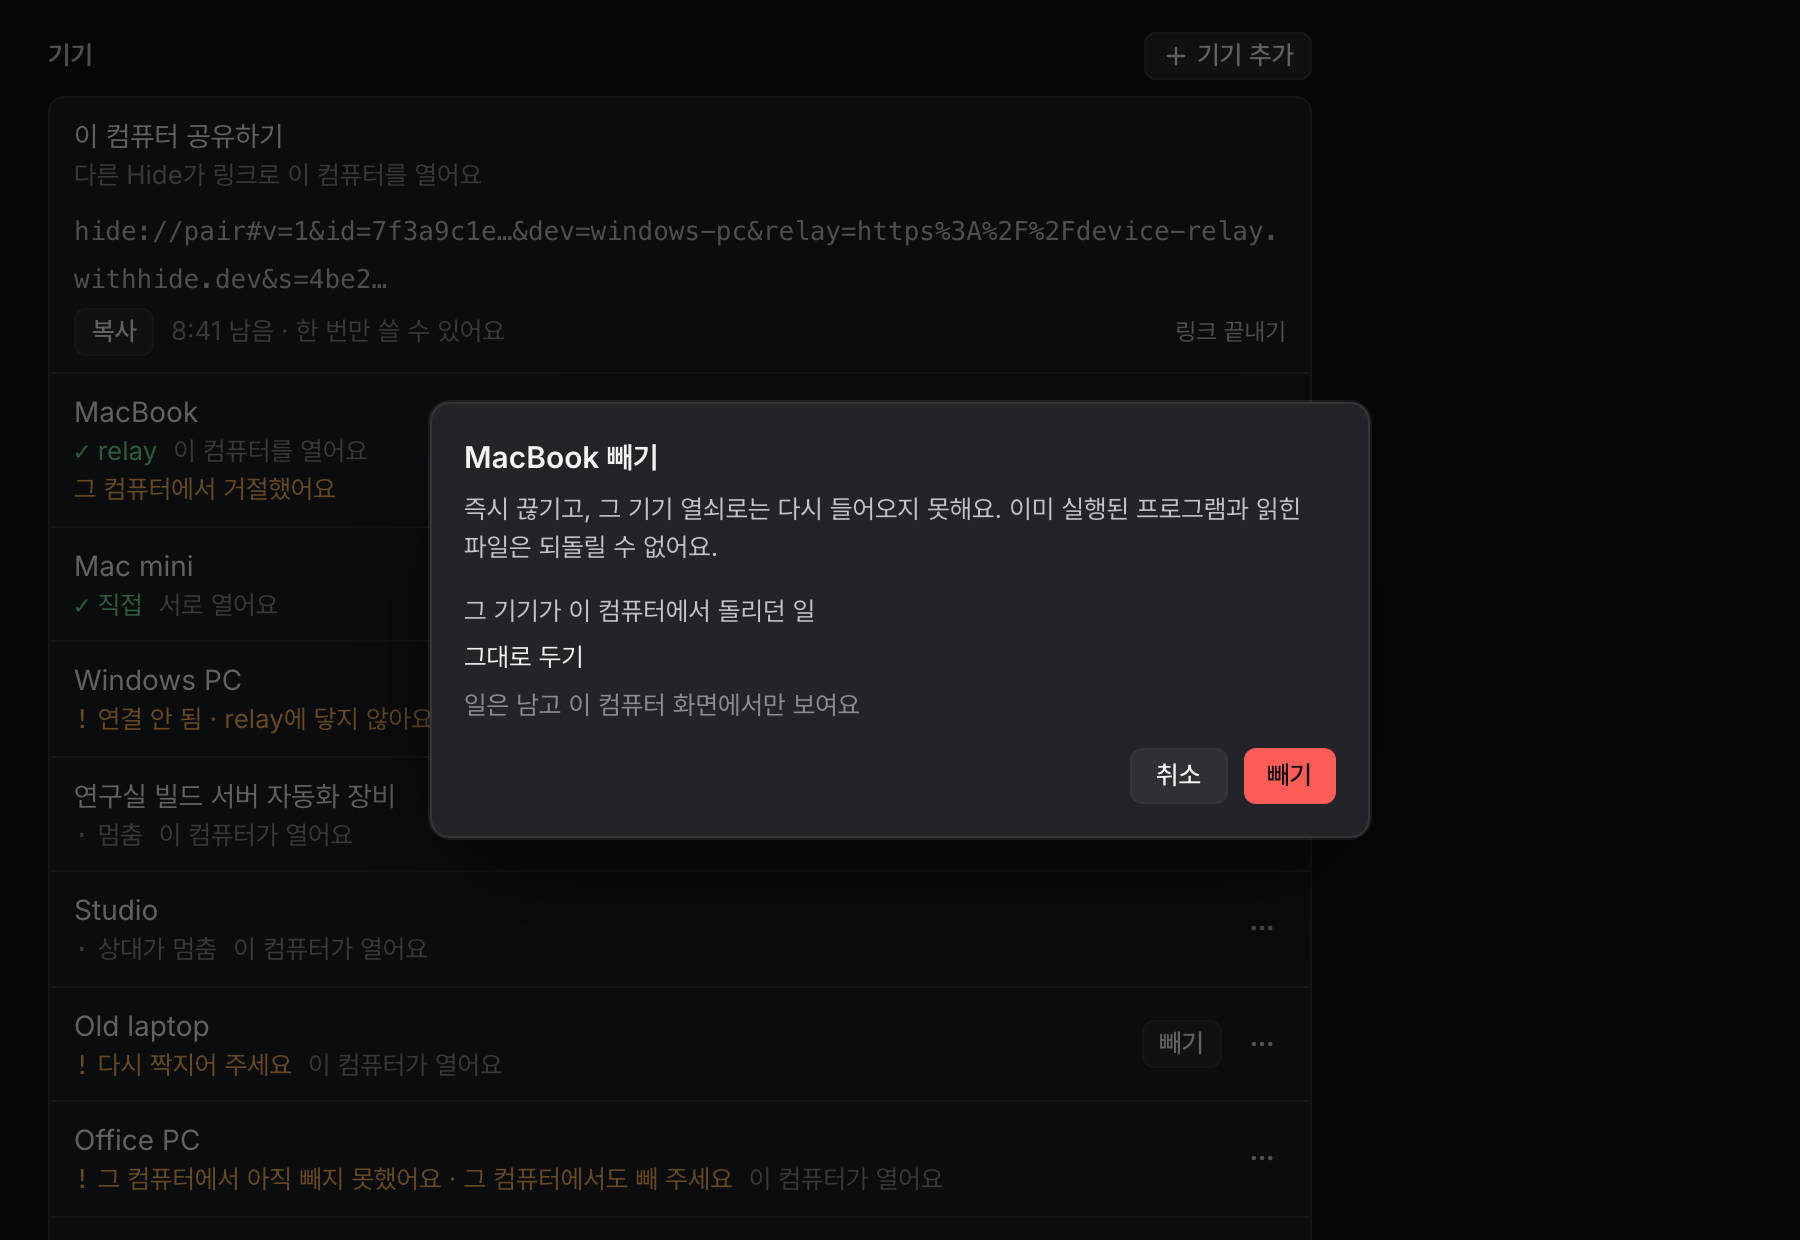 기기
+ 기기 추가
이 컴퓨터 공유하기
다른 Hide가 링크로 이 컴퓨터를 열어요
hide://pair#v=1&id=7f3a9c1e…&dev=windows-pc&relay=https%3A%2F%2Fdevice-relay.
withhide.dev&s=4be2…
복사 8:41 남음 · 한 번만 쓸 수 있어요 링크 끝내기
MacBook
✓ relay 이 컴퓨터를 열어요
그 컴퓨터에서 거절했어요
Mac mini
✓ 직접 서로 열어요
Windows PC
! 연결 안 됨 · relay에 닿지 않아요
연구실 빌드 서버 자동화 장비
· 멈춤 이 컴퓨터가 열어요
MacBook 빼기
즉시 끊기고, 그 기기 열쇠로는 다시 들어오지 못해요. 이미 실행된 프로그램과 읽힌
파일은 되돌릴 수 없어요.
그 기기가 이 컴퓨터에서 돌리던 일
그대로 두기
일은 남고 이 컴퓨터 화면에서만 보여요
취소 빼기
Studio
· 상대가 멈춤 이 컴퓨터가 열어요
Old laptop
! 다시 짝지어 주세요 이 컴퓨터가 열어요
빼기
Office PC
! 그 컴퓨터에서 아직 빼지 못했어요 · 그 컴퓨터에서도 빼 주세요 이 컴퓨터가 열어요